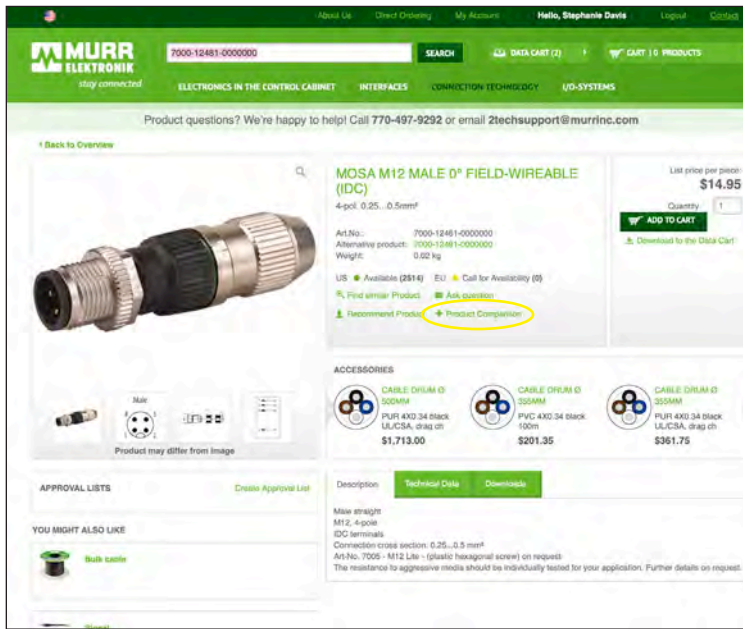 About Us Direct Ordering My Account Hello, Stephanie Davis Logout Contact
MURR
ELEKTRONIK
stay connected
7000-12481-0000000
SEARCH
DATA CART (2)
CART | 0 PRODUCTS
ELECTRONICS IN THE CONTROL CABINET INTERFACES CONNECTION TECHNOLOGY I/O-SYSTEMS
Product questions? We're happy to help! Call 770-497-9292 or email 2techsupport@murrinc.com
Back to Overview
MOSA M12 MALE 0° FIELD-WIREABLE
(IDC)
4-pol. 0.25...0.5mm²
Art.No.: 7000-12481-0000000
Alternative product: 7000-12461-0000000
Weight: 0.02 kg
US Available (2514) EU Call for Availability (0)
Find similar Product Ask question
Recommend Product Product Comparison
List price per piece:
$14.95
Quantity 1
ADD TO CART
Download to the Data Cart
Male
Product may differ from Image
ACCESSORIES
CABLE DRUM Ø
500MM
PUR 4X0.34 black
UL/CSA, drag ch
$1,713.00
CABLE DRUM Ø
355MM
PVC 4X0.34 black
100m
$201.35
CABLE DRUM Ø
355MM
PUR 4X0.34 black
UL/CSA, drag ch
$361.75
APPROVAL LISTS Create Approval List
YOU MIGHT ALSO LIKE
Bulk cable
Description Technical Data Downloads
Male straight
M12, 4-pole
IDC terminals
Connection cross section: 0.25...0.5 mm²
Art-No. 7005 - M12 Lite - (plastic hexagonal screw) on request
The resistance to aggressive media should be individually tested for your application. Further details on request.